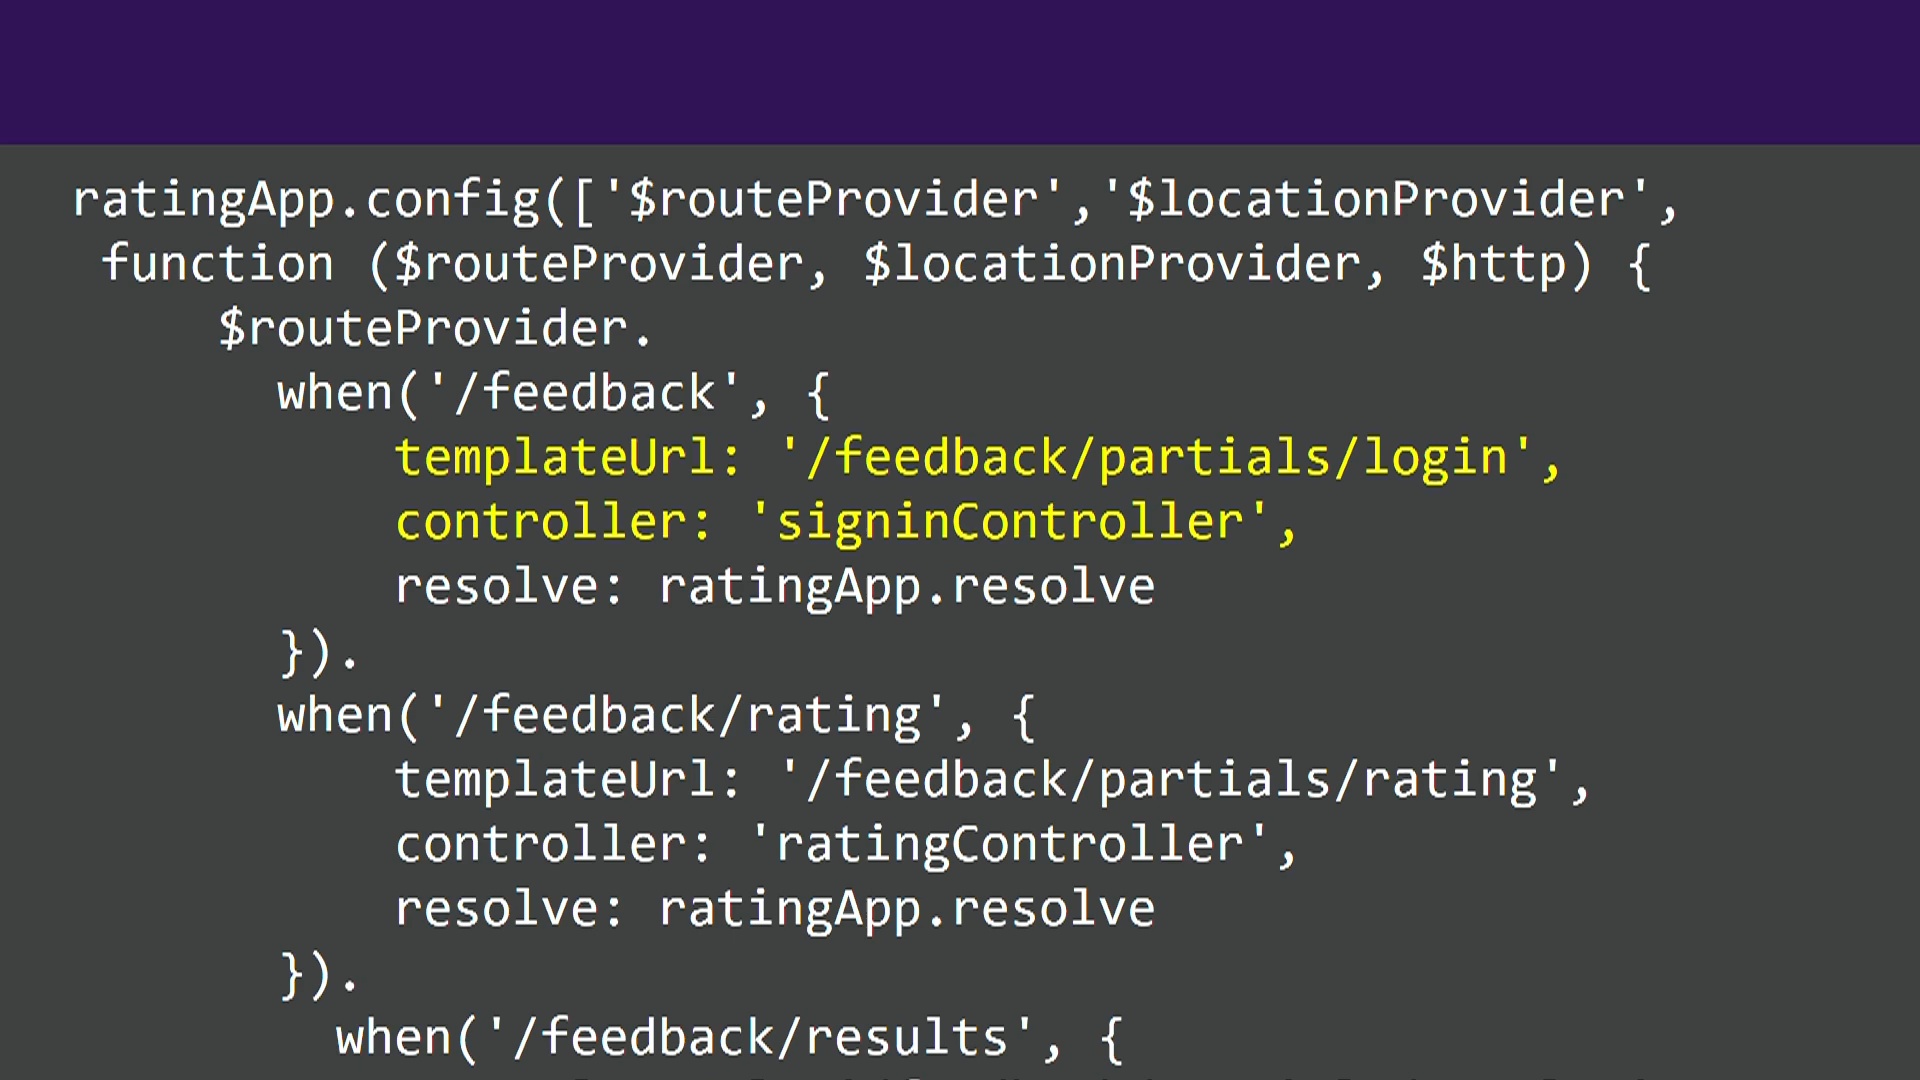 ratingApp.config(['$routeProvider','$locationProvider',
function ($routeProvider, $locationProvider, $http) {
$routeProvider.
when('/feedback', {
templateUrl: '/feedback/partials/login',
controller: 'signinController',
resolve: ratingApp.resolve
}).
when('/feedback/rating', {
templateUrl: '/feedback/partials/rating',
controller: 'ratingController',
resolve: ratingApp.resolve
}).
when('/feedback/results', {